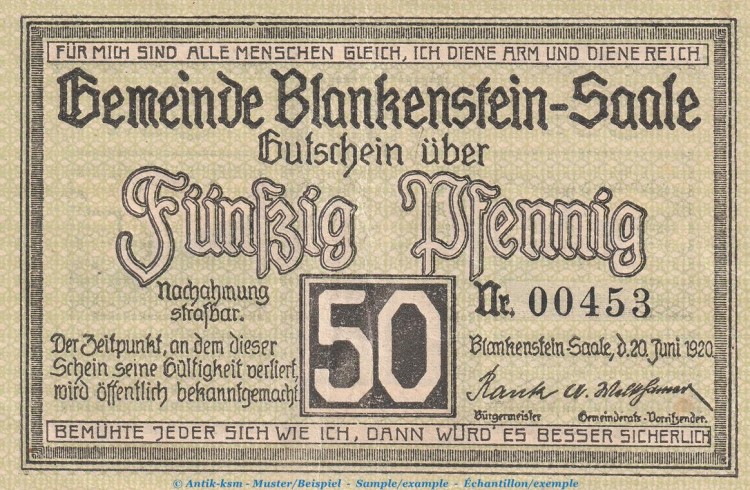 FÜR MICH SIND ALLE MENSCHEN GLEICH, ICH DIENE ARM UND DIENE REICH
Gemeinde Blankenstein-Saale
Gutschein über
Fünfzig Pfennig
Nachahmung
strafbar.
50
Nr. 00453
Der Zeitpunkt, an dem dieser
Schein seine Gültigkeit verliert,
wird öffentlich bekanntgemacht
Blankenstein-Saale, d. 20. Juni 1920.
Bürgermeister
Gemeinderats-Vorsitzender.
BEMÜHTE JEDER SICH WIE ICH, DANN WÜRD' ES BESSER SICHERLICH
© Antik-ksm - Muster/Beispiel - Sample/example - Échantillon/exemple